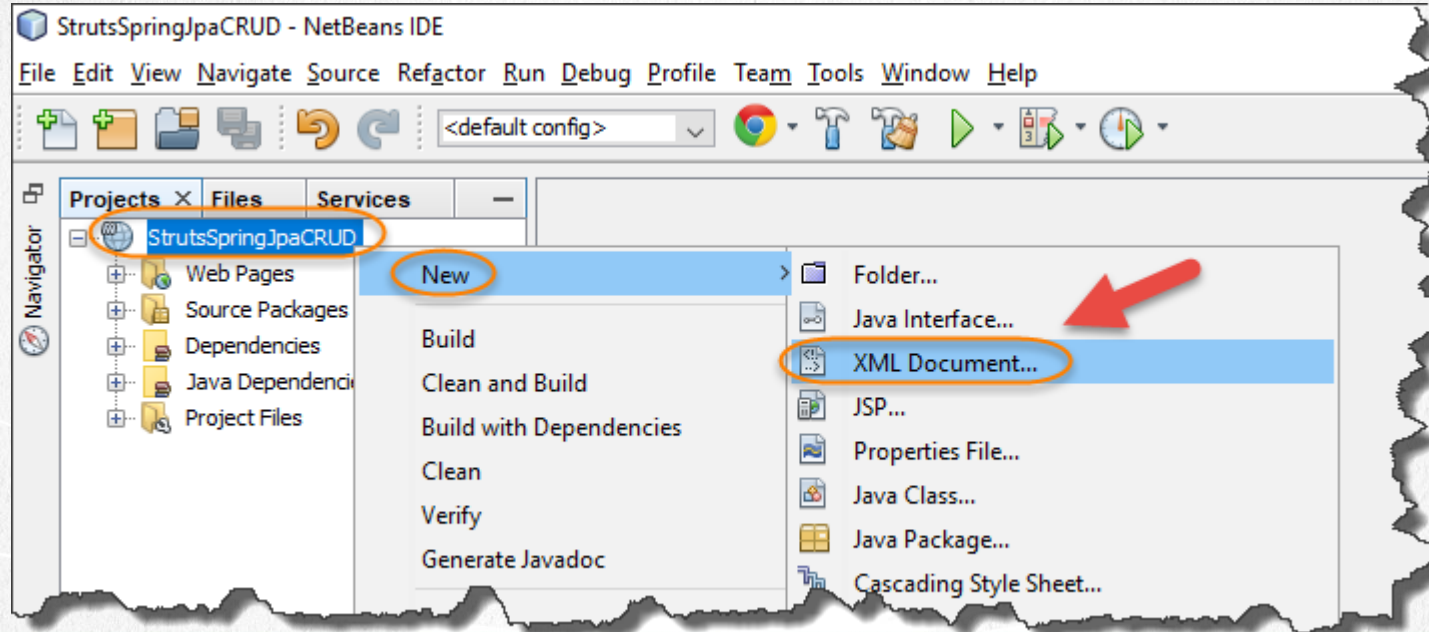 StrutsSpringJpaCRUD - NetBeans IDE
File Edit View Navigate Source Refactor Run Debug Profile Team Tools Window Help
<default config>
Projects Files Services
Navigator
StrutsSpringJpaCRUD
Web Pages
Source Packages
Dependencies
Java Dependenci
Project Files
New
Build
Clean and Build
Build with Dependencies
Clean
Verify
Generate Javadoc
Folder...
Java Interface...
XML Document...
JSP...
Properties File...
Java Class...
Java Package...
Cascading Style Sheet...